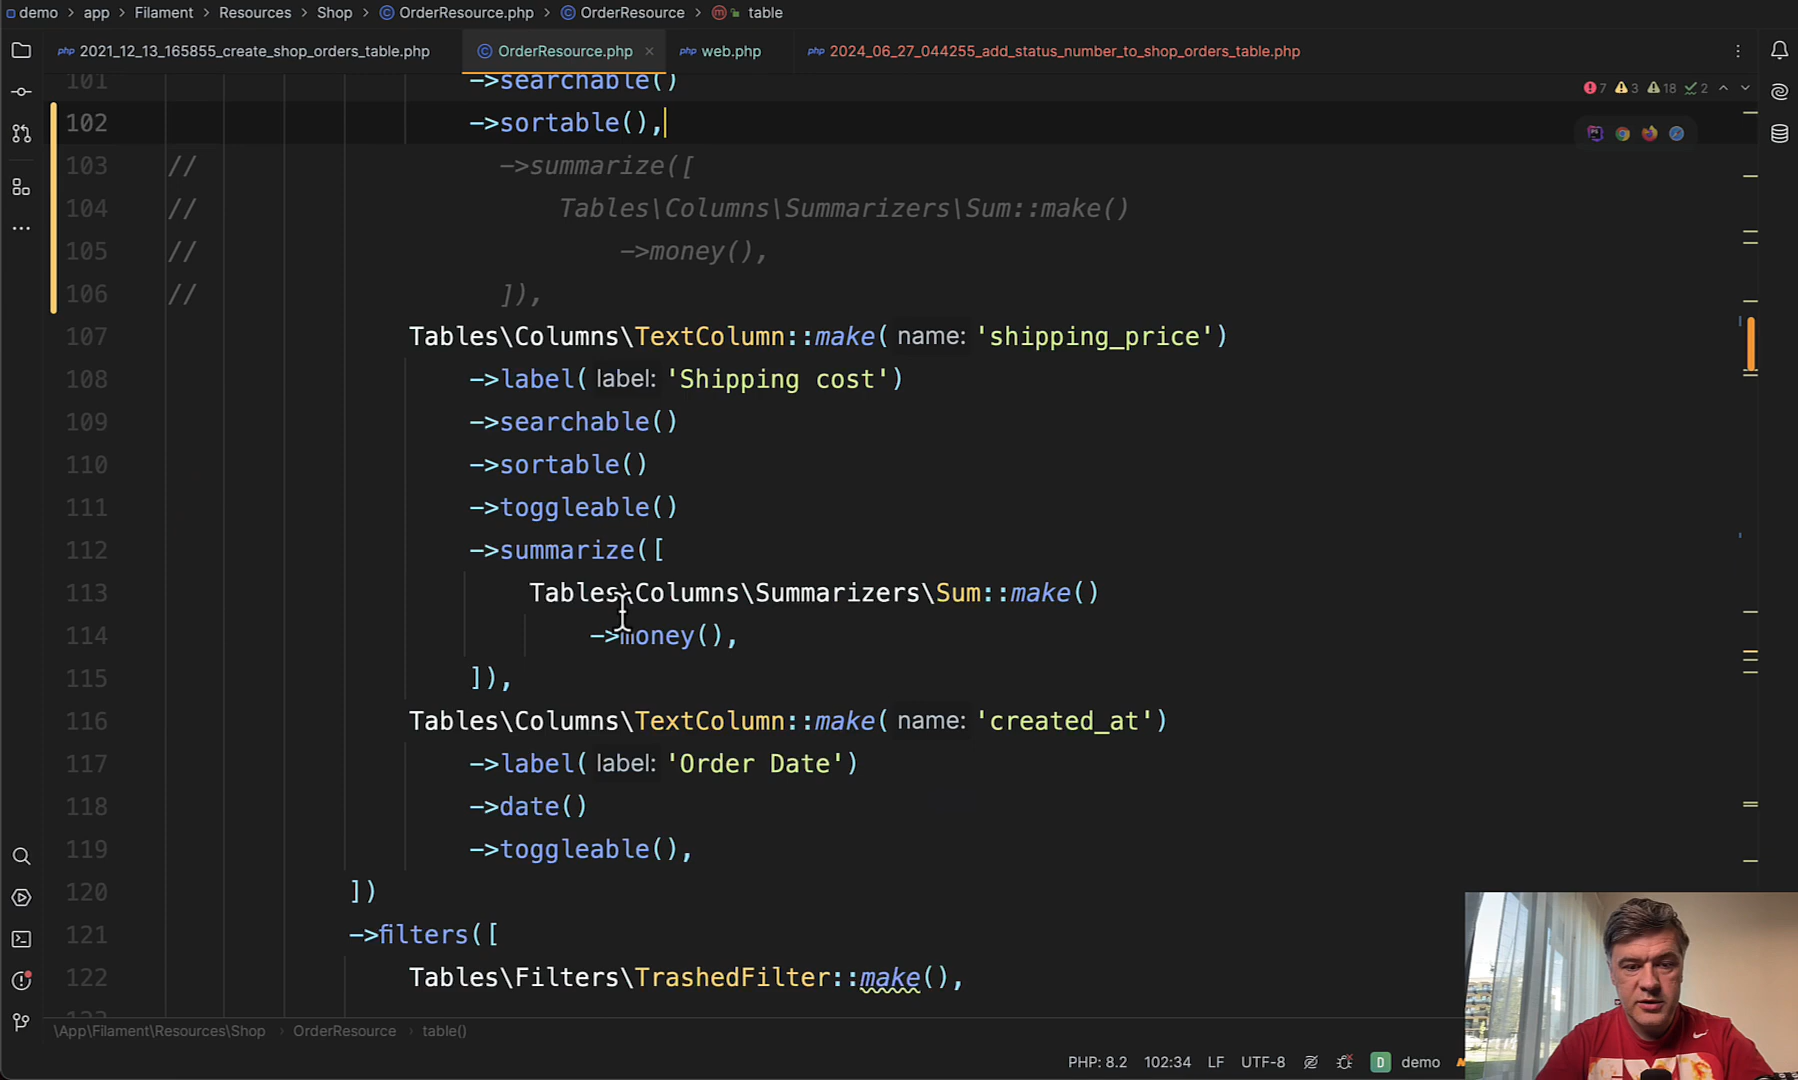 demo > app > Filament > Resources > Shop > OrderResource.php > OrderResource > table
2021_12_13_165855_create_shop_orders_table.php OrderResource.php web.php 2024_06_27_044255_add_status_number_to_shop_orders_table.php
101 ->searchable()
7 3 18 2
102 ->sortable(),
103 // ->summarize([
104 // Tables\Columns\Summarizers\Sum::make()
105 // ->money(),
106 // ]),
107 Tables\Columns\TextColumn::make( name: 'shipping_price')
108 ->label( label: 'Shipping cost')
109 ->searchable()
110 ->sortable()
111 ->toggleable()
112 ->summarize([
113 Tables\Columns\Summarizers\Sum::make()
114 ->money(),
115 ]),
116 Tables\Columns\TextColumn::make( name: 'created_at')
117 ->label( label: 'Order Date')
118 ->date()
119 ->toggleable(),
120 ])
121 ->filters([
122 Tables\Filters\TrashedFilter::make(),
\App\Filament\Resources\Shop > OrderResource > table()
PHP: 8.2 102:34 LF UTF-8 D demo